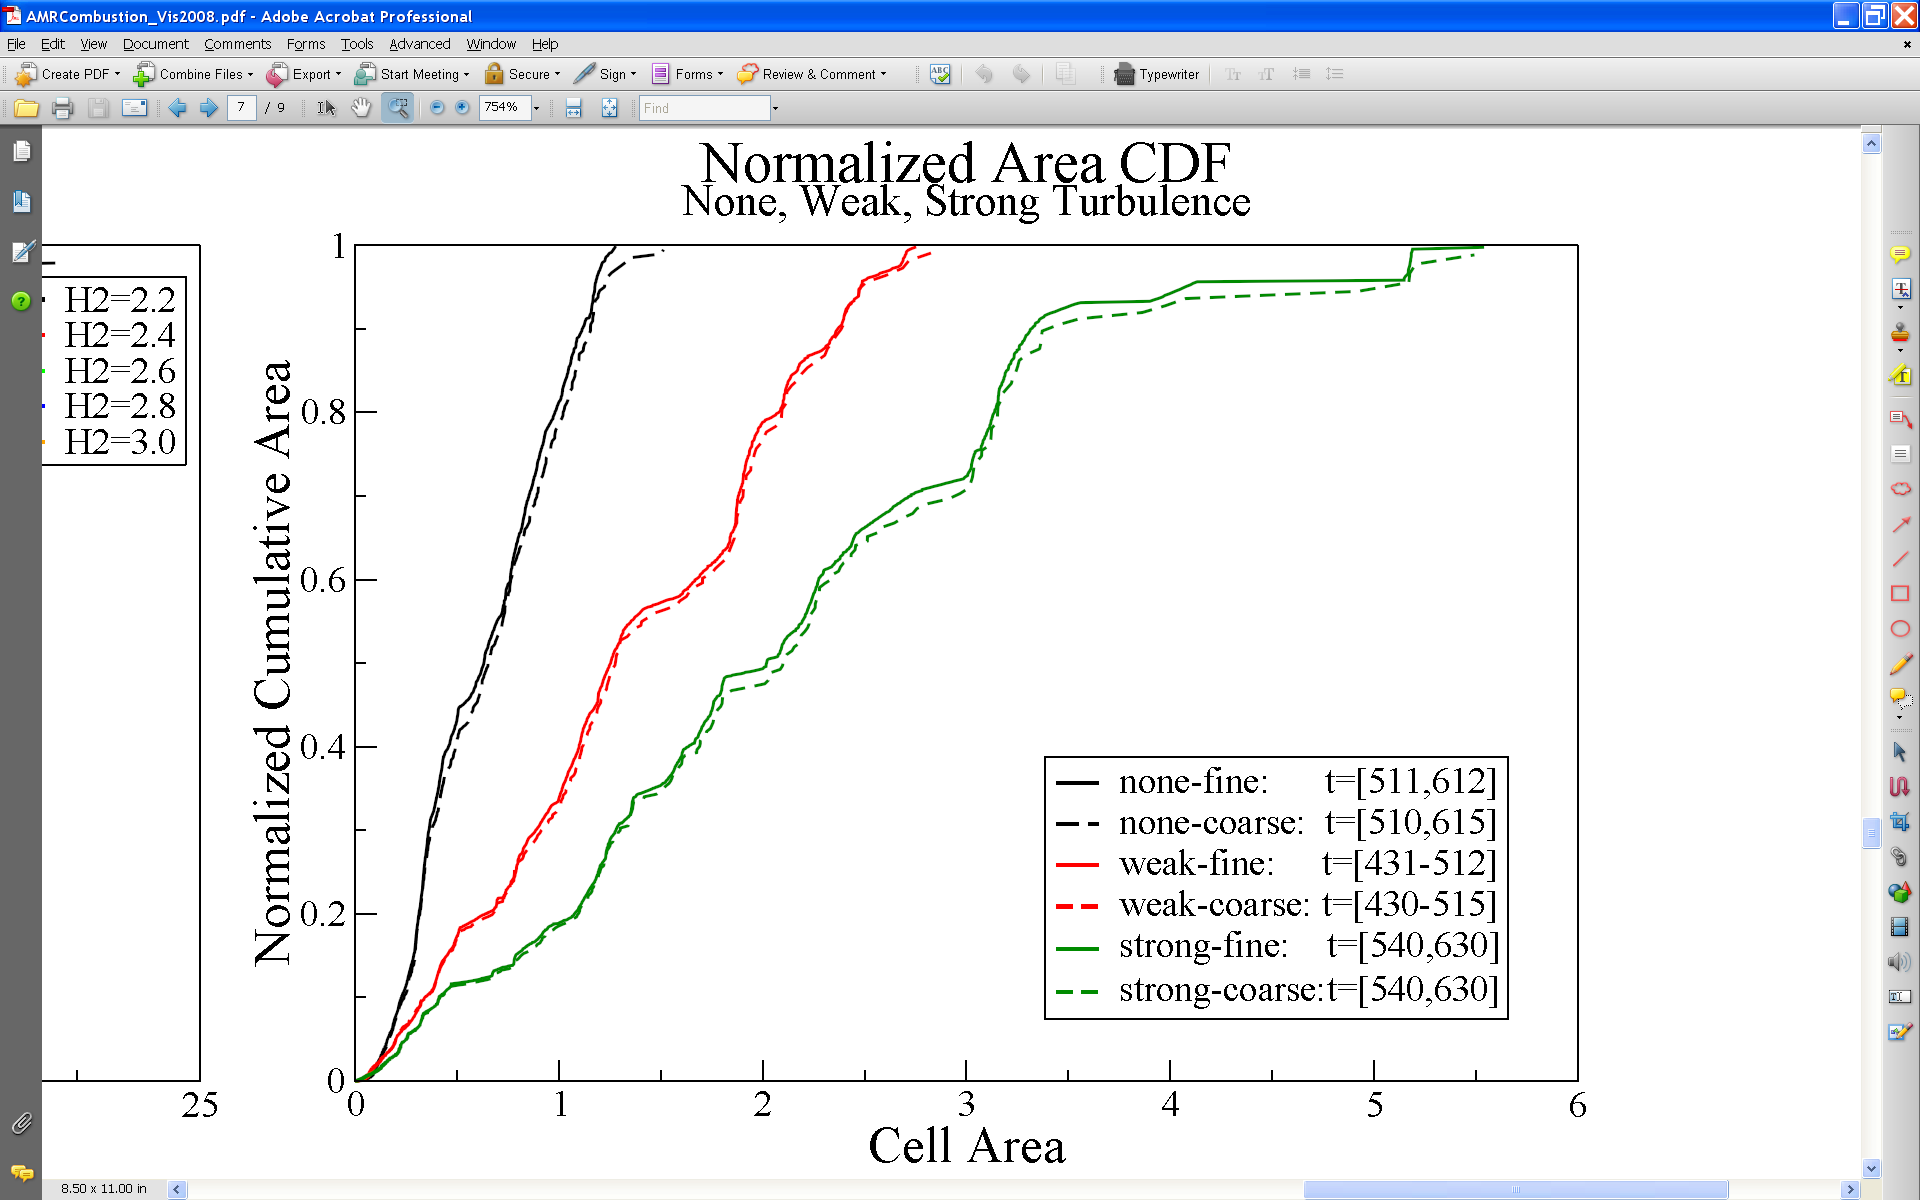 AMRCombustion_Vis2008.pdf - Adobe Acrobat Professional
File Edit View Document Comments Forms Tools Advanced Window Help
Create PDF Combine Files Export Start Meeting Secure Sign Forms Review & Comment ABC Typewriter
7 / 9 754% Find
Normalized Area CDF
None, Weak, Strong Turbulence
H2=2.2
H2=2.4
H2=2.6
H2=2.8
H2=3.0
25
Normalized Cumulative Area
1
0.8
0.6
0.4
0.2
0
none-fine: t=[511,612]
none-coarse: t=[510,615]
weak-fine: t=[431-512]
weak-coarse: t=[430-515]
strong-fine: t=[540,630]
strong-coarse:t=[540,630]
0 1 2 3 4 5 6
Cell Area
8.50 x 11.00 in